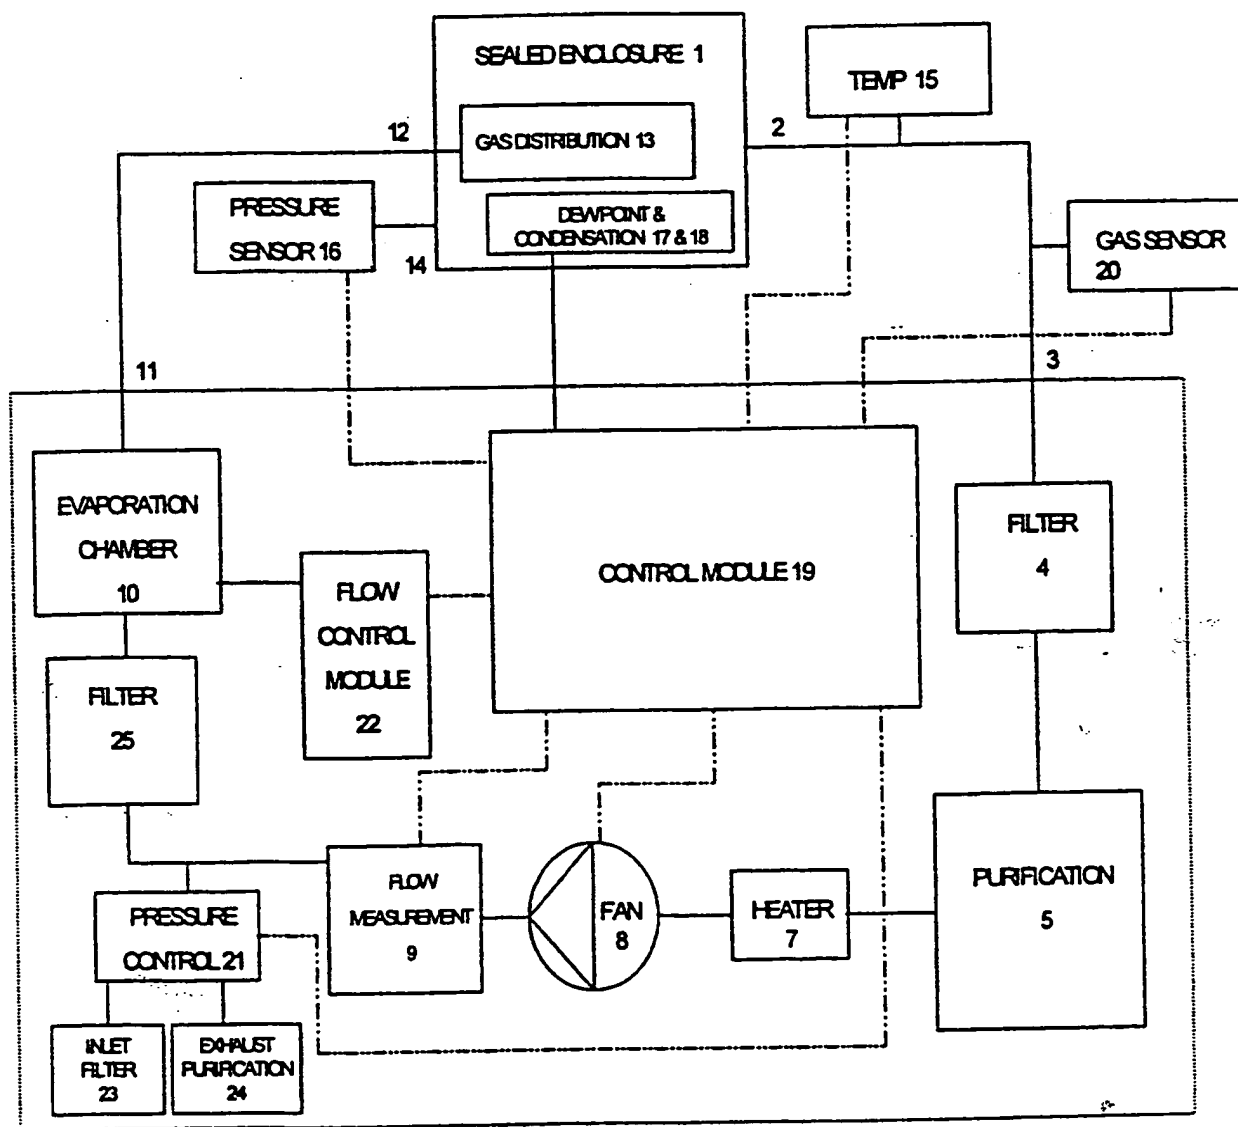 SEALED ENCLOSURE 1
TEMP 15
12
GAS DISTRIBUTION 13
2
PRESSURE
SENSOR 16
DEWPOINT &
CONDENSATION 17 & 18
GAS SENSOR
20
14
11
3
EVAPORATION
CHAMBER
10
FLOW
CONTROL
MODULE
22
CONTROL MODULE 19
FILTER
4
FILTER
25
PRESSURE
CONTROL 21
FLOW
MEASUREMENT
9
FAN
8
HEATER
7
PURIFICATION
5
INLET
FILTER
23
EXHAUST
PURIFICATION
24